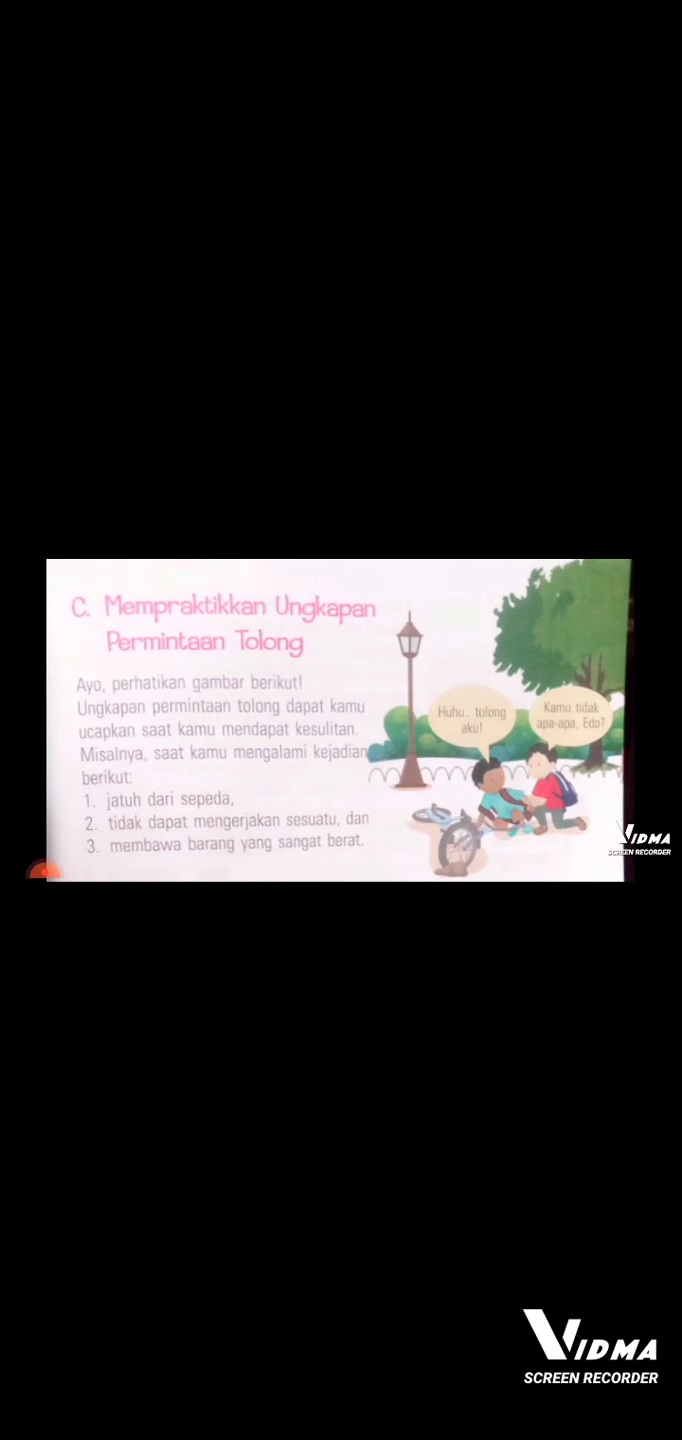 C. Mempraktikkan Ungkapan
Permintaan Tolong
Ayo, perhatikan gambar berikut!
Ungkapan permintaan tolong dapat kamu
ucapkan saat kamu mendapat kesulitan.
Misalnya, saat kamu mengalami kejadian
berikut:
1. jatuh dari sepeda,
2. tidak dapat mengerjakan sesuatu, dan
3. membawa barang yang sangat berat.
Huhu.. tolong
aku!
Kamu tidak
apa-apa, Edo?
VIDMA
SCREEN RECORDER
VIDMA
SCREEN RECORDER